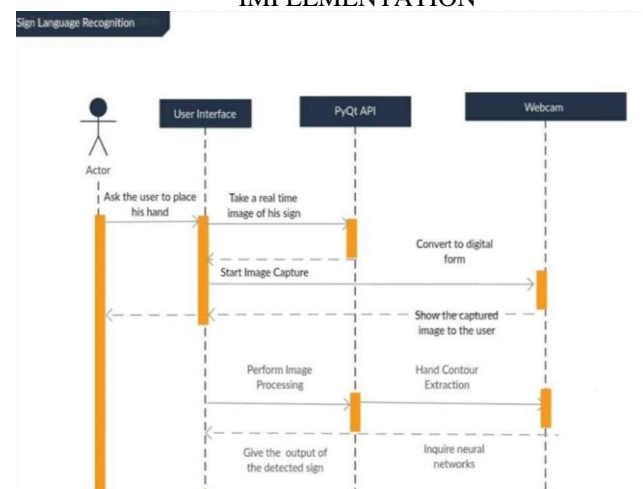 IMPLEMENTATION
Sign Language Recognition
User Interface
PyQt API
Webcam
Actor
Ask the user to place
his hand
Take a real time
image of his sign
Convert to digital
form
Start Image Capture
Show the captured
image to the user
Perform Image
Processing
Hand Contour
Extraction
Give the output of
the detected sign
Inquire neural
networks